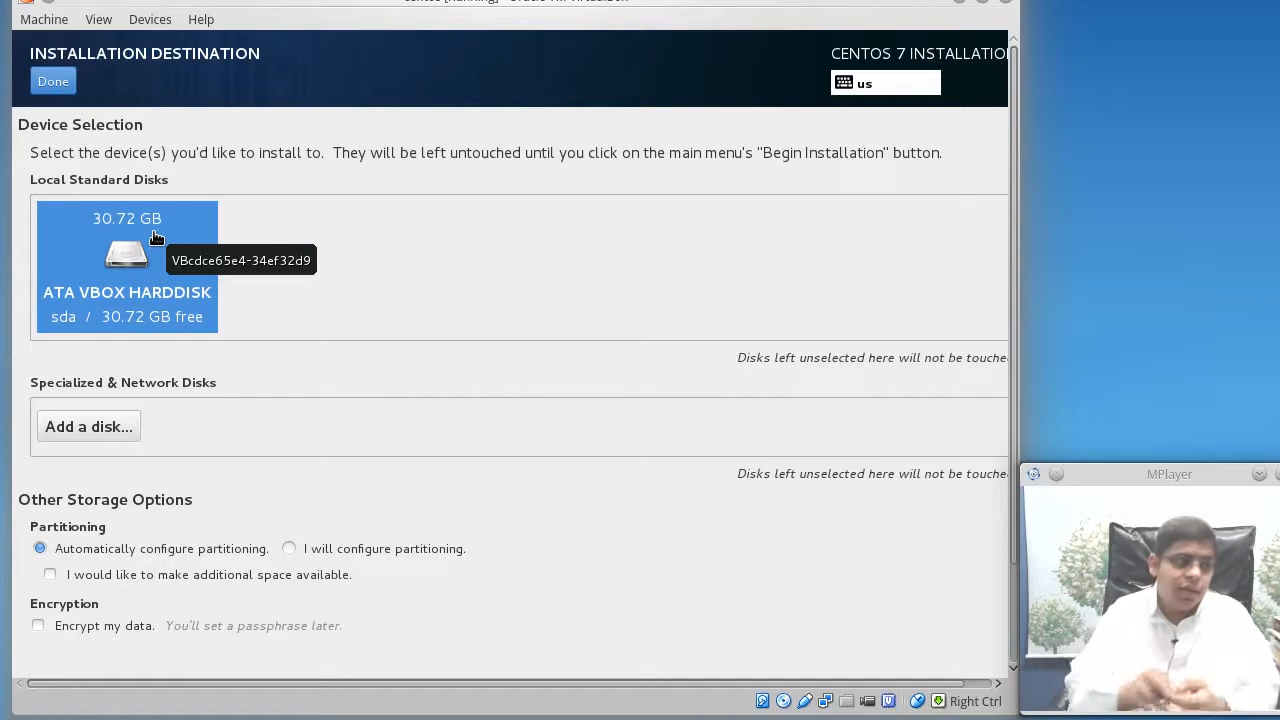 Machine View Devices Help
INSTALLATION DESTINATION
CENTOS 7 INSTALLATIO
Done
us
Device Selection
Select the device(s) you'd like to install to. They will be left untouched until you click on the main menu's "Begin Installation" button.
Local Standard Disks
30.72 GB
VBcdce65e4-34ef32d9
ATA VBOX HARDDISK
sda / 30.72 GB free
Disks left unselected here will not be touche
Specialized & Network Disks
Add a disk...
Disks left unselected here will not be touche
Other Storage Options
Partitioning
Automatically configure partitioning. I will configure partitioning.
I would like to make additional space available.
Encryption
Encrypt my data. You'll set a passphrase later.
Right Ctrl
MPlayer